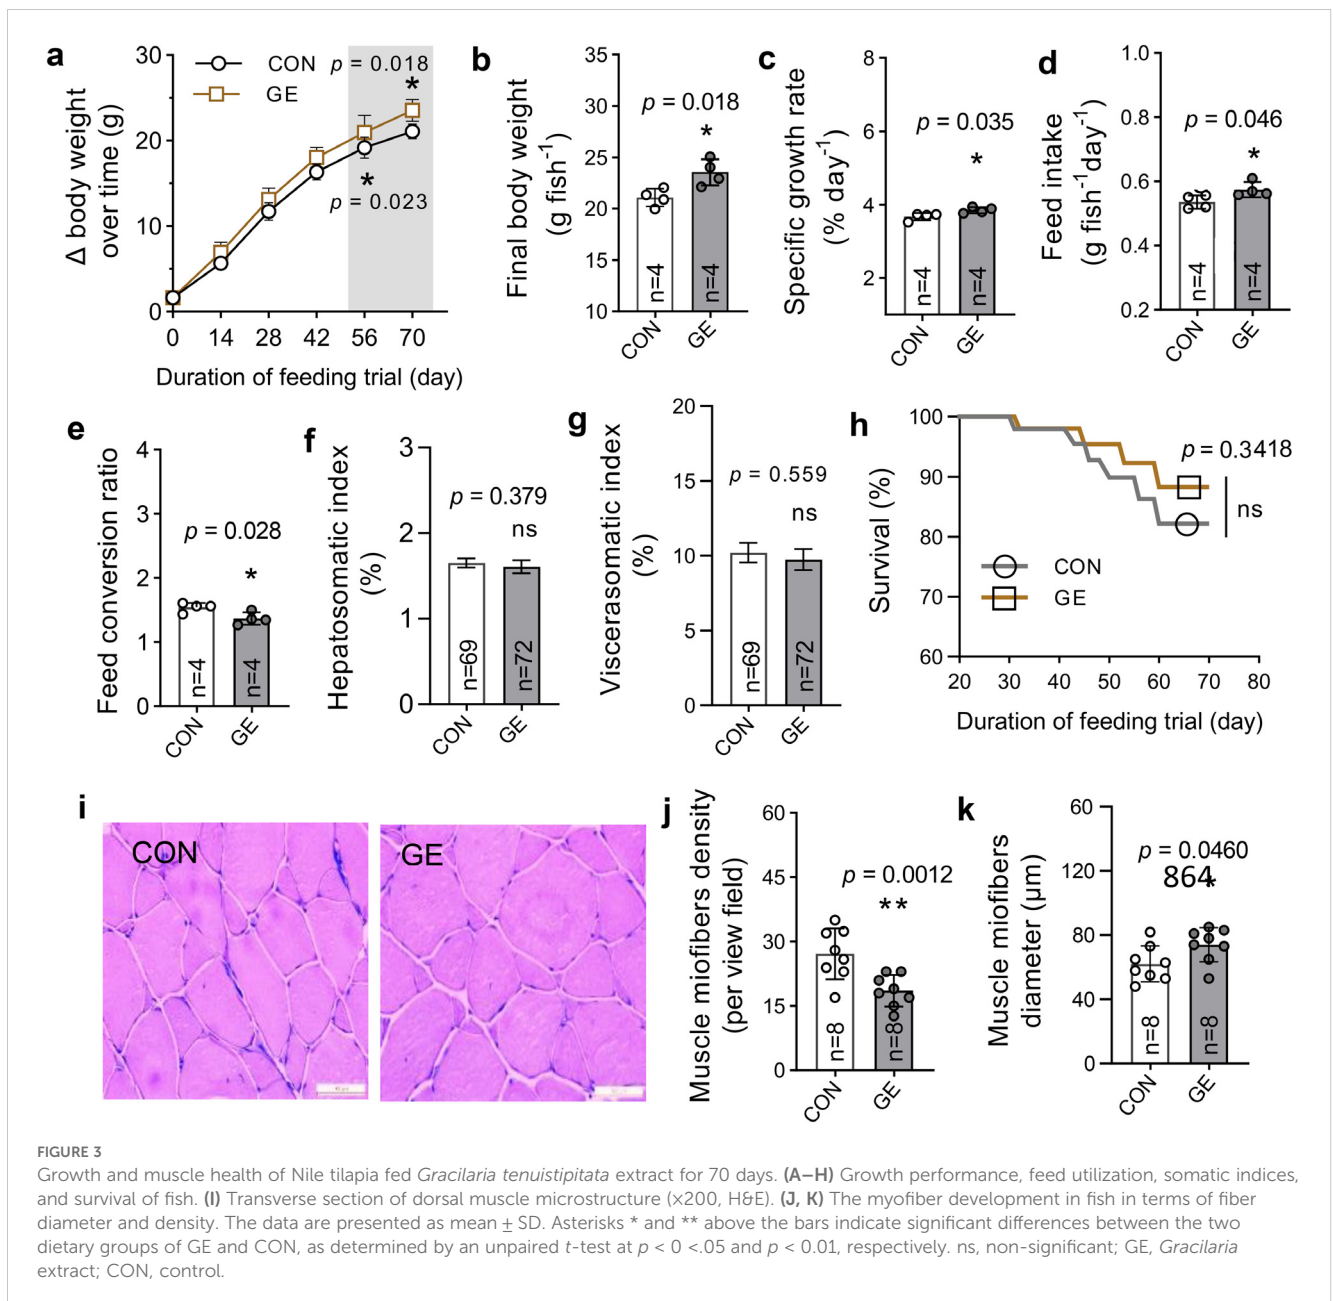 a
Δ body weight
over time (g)
30
20
10
0
CON
GE
p = 0.018
*
*
p = 0.023
0 14 28 42 56 70
Duration of feeding trial (day)
b
Final body weight
(g fish-1)
35
30
25
20
15
10
p = 0.018
*
n=4
n=4
CON
GE
c
Specific growth rate
(% day-1)
8
6
4
2
p = 0.035
*
n=4
n=4
CON
GE
d
Feed intake
(g fish-1day-1)
1.0
0.8
0.6
0.4
0.2
p = 0.046
*
n=4
n=4
CON
GE
e
Feed conversion ratio
4
3
2
1
0
p = 0.028
*
n=4
n=4
CON
GE
f
Hepatosomatic index
(%)
3
2
1
0
p = 0.379
ns
n=69
n=72
CON
GE
g
Viscerasomatic index
(%)
20
15
10
5
0
p = 0.559
ns
n=69
n=72
CON
GE
h
Survival (%)
100
90
80
70
60
p = 0.3418
ns
CON
GE
20 30 40 50 60 70 80
Duration of feeding trial (day)
i
CON
GE
j
Muscle miofibers density
(per view field)
60
45
30
15
0
p = 0.0012
**
n=8
n=8
CON
GE
k
Muscle miofibers
diameter (µm)
60
120
80
40
0
p = 0.0460
864
*
n=8
n=8
CON
GE
FIGURE 3
Growth and muscle health of Nile tilapia fed Gracilaria tenuistipitata extract for 70 days. (A–H) Growth performance, feed utilization, somatic indices,
and survival of fish. (I) Transverse section of dorsal muscle microstructure (×200, H&E). (J, K) The myofiber development in fish in terms of fiber
diameter and density. The data are presented as mean ± SD. Asterisks * and ** above the bars indicate significant differences between the two
dietary groups of GE and CON, as determined by an unpaired t-test at p < 0 <.05 and p < 0.01, respectively. ns, non-significant; GE, Gracilaria
extract; CON, control.